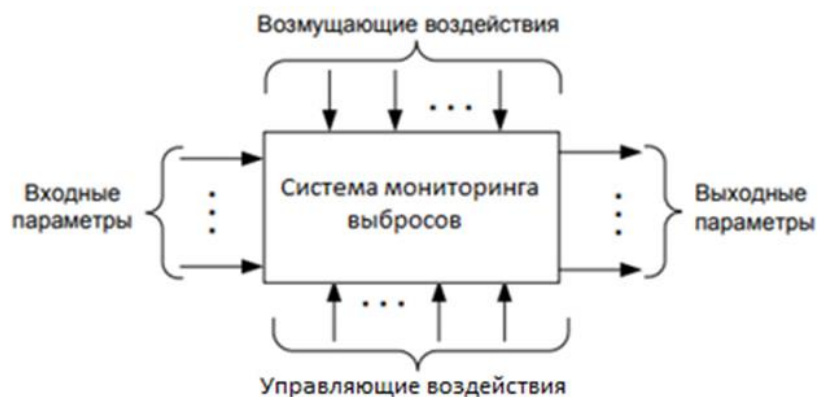 Возмущающие воздействия
Входные
параметры
Система мониторинга
выбросов
Выходные
параметры
Управляющие воздействия